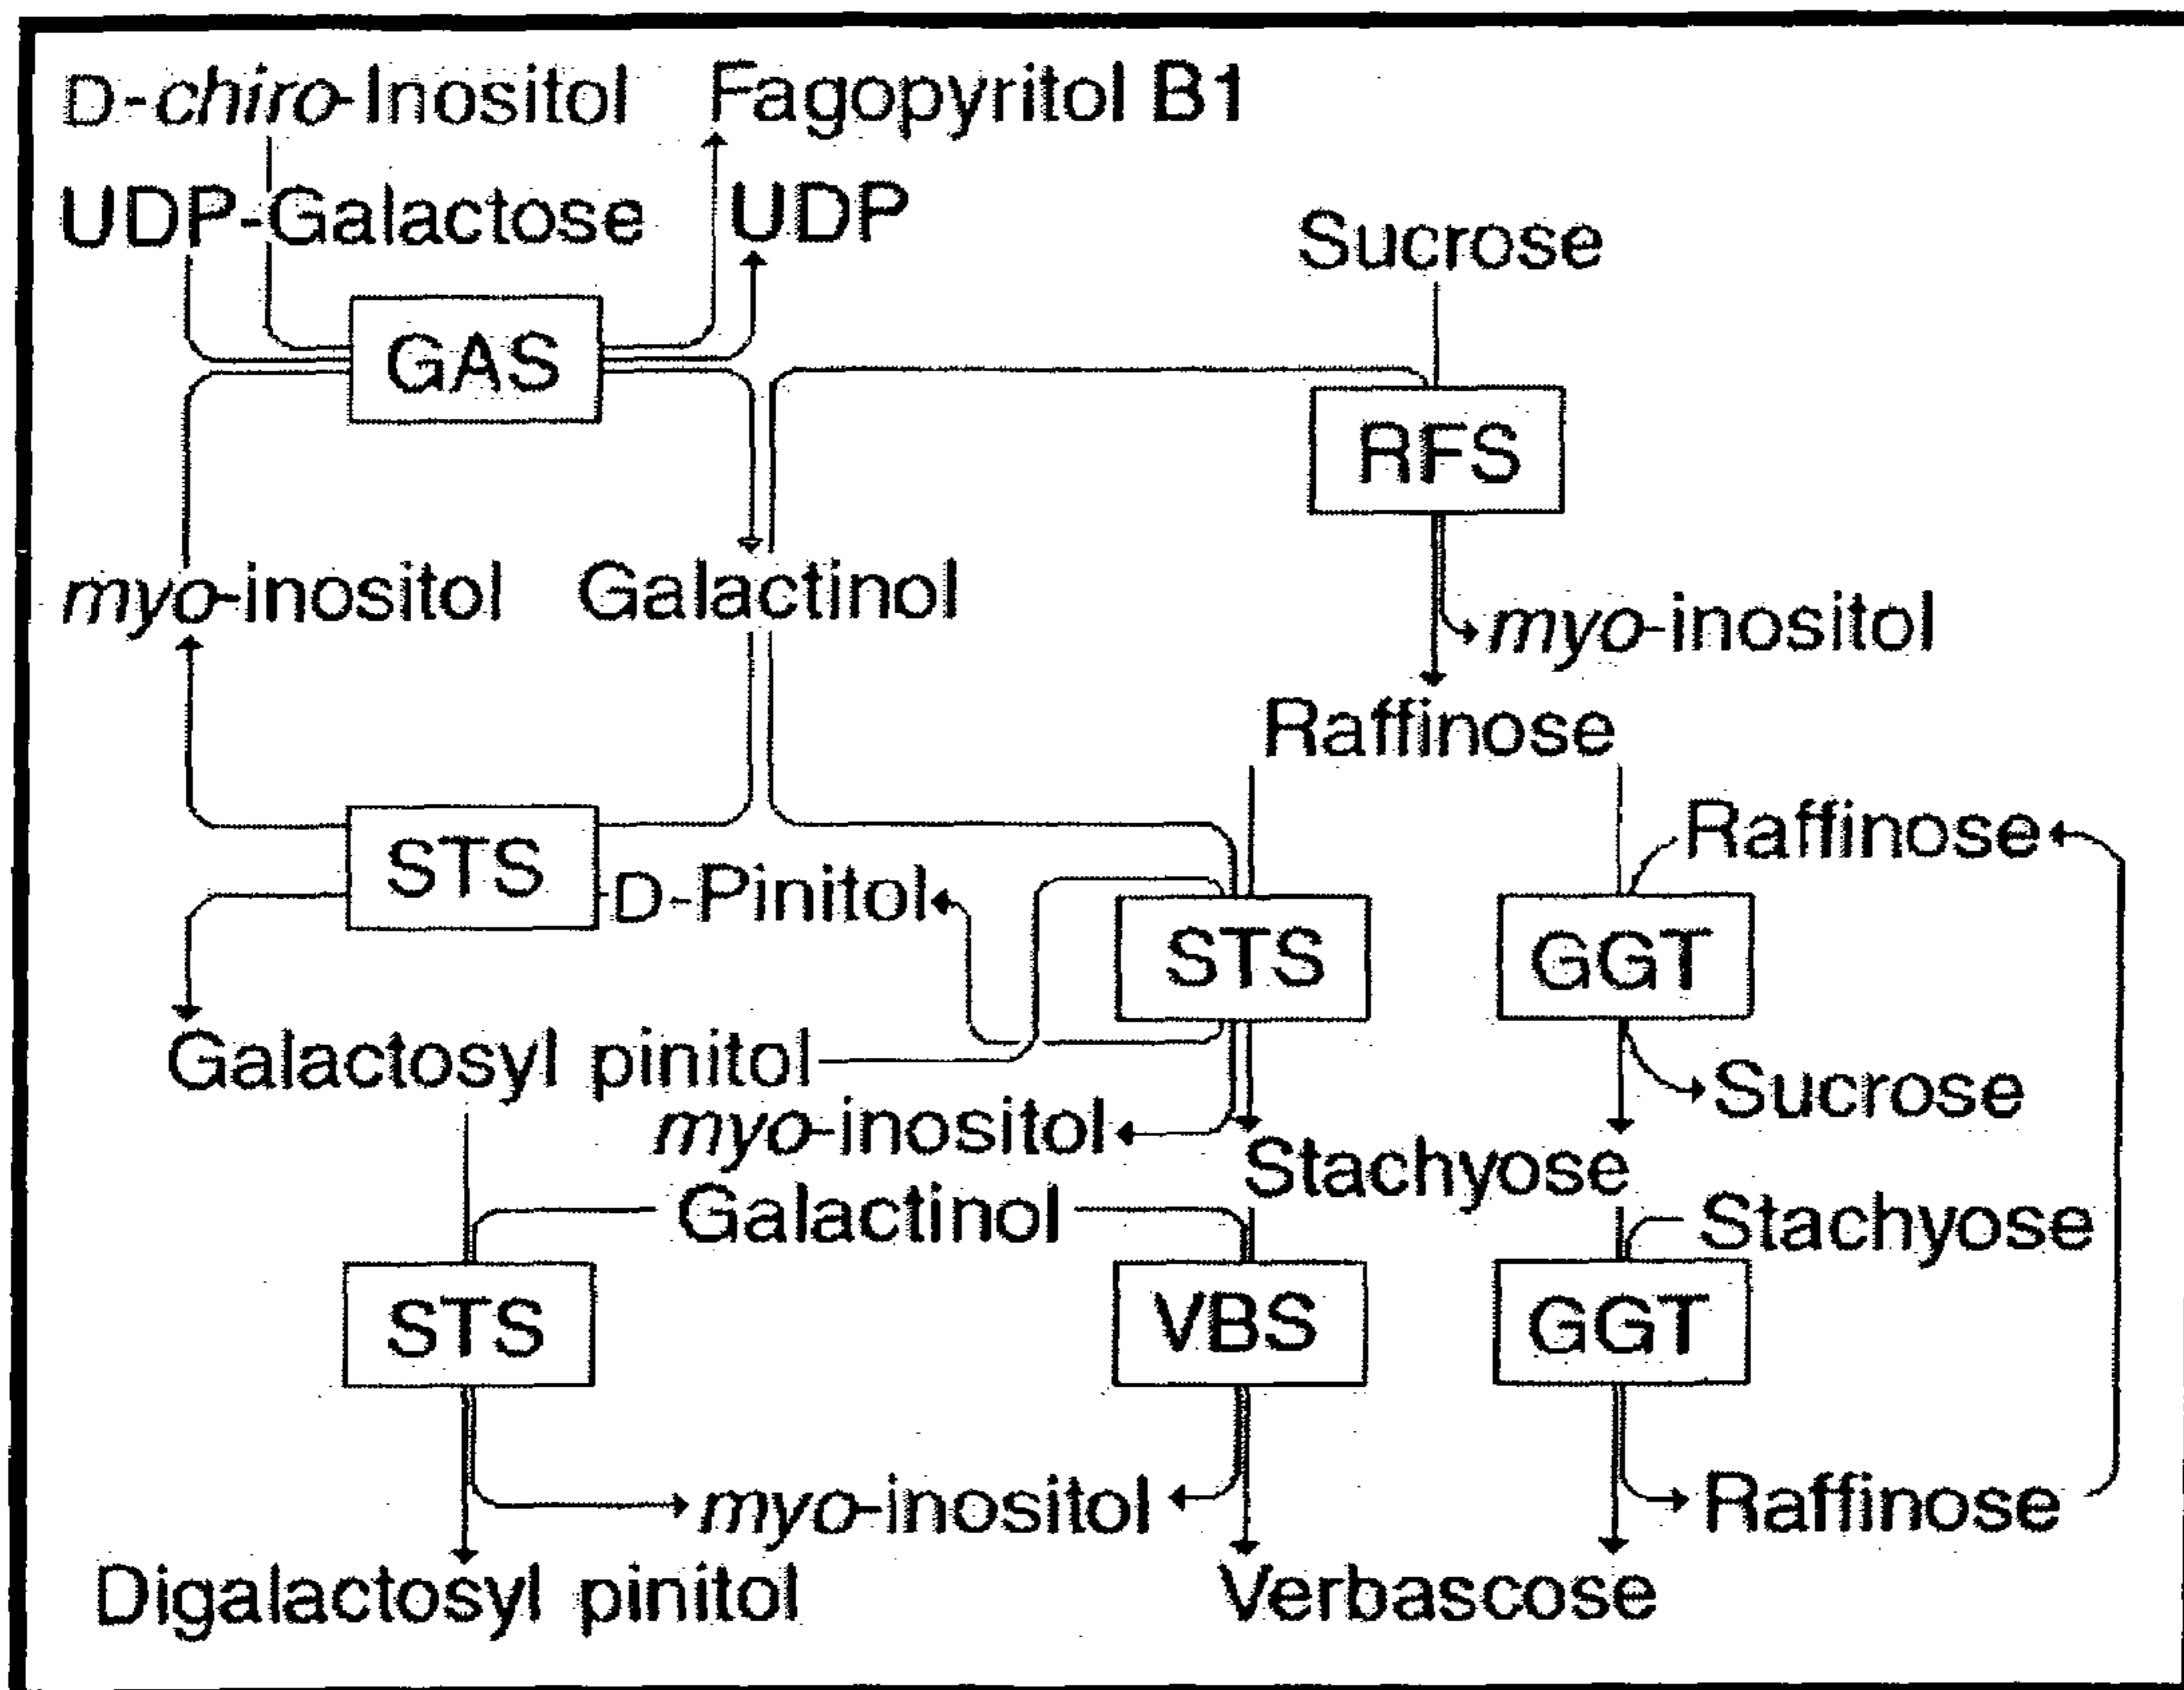 D-chiro-Inositol Fagopyritol B1
UDP-Galactose UDP
Sucrose
GAS
RFS
myo-inositol Galactinol
myo-inositol
Raffinose
Raffinose
STS
D-Pinitol
STS
GGT
Galactosyl pinitol
Sucrose
myo-inositol
Stachyose
Galactinol
Stachyose
STS
VBS
GGT
myo-inositol
Raffinose
Digalactosyl pinitol
Verbascose